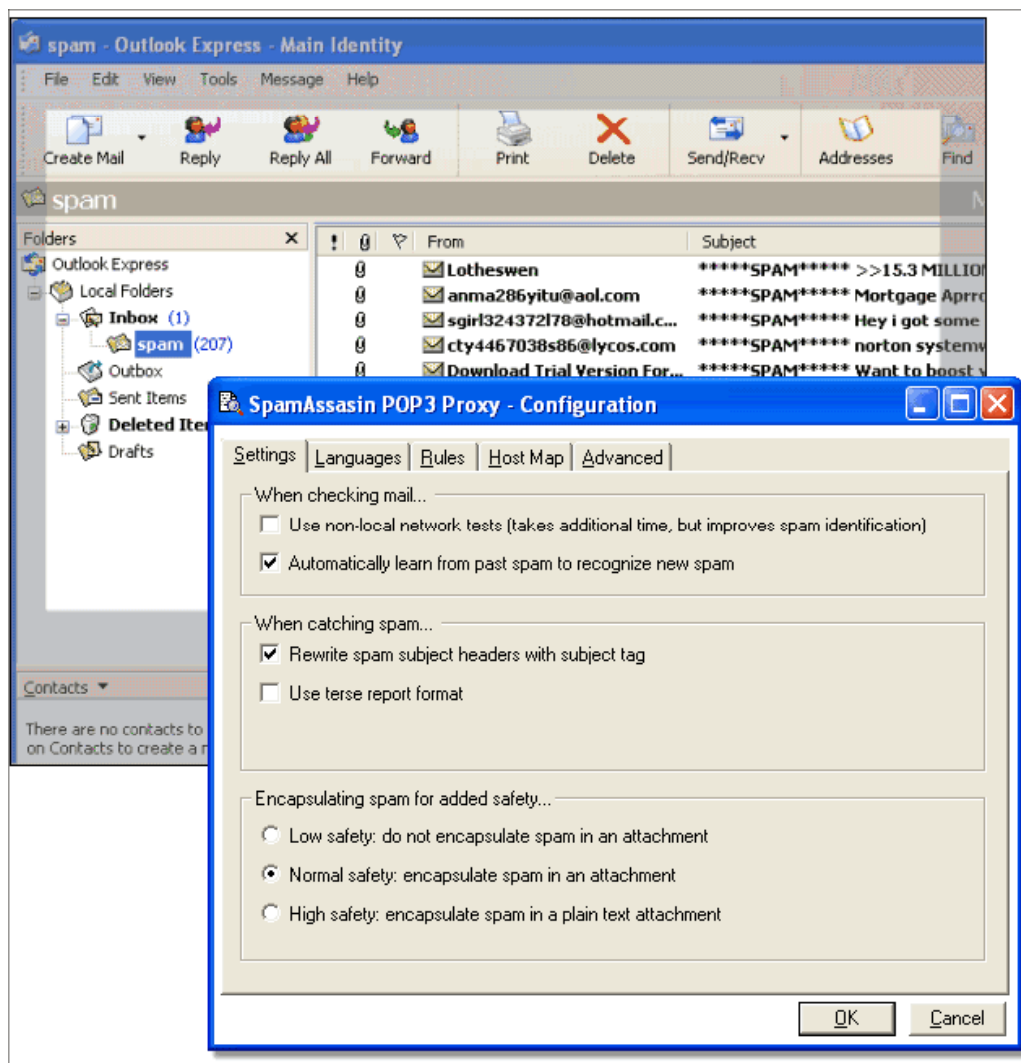 spam - Outlook Express - Main Identity
File Edit View Tools Message Help
Create Mail Reply Reply All Forward Print Delete Send/Recv Addresses Find
spam
Folders
! From Subject
Outlook Express
Local Folders
Inbox (1)
spam (207)
Outbox
Sent Items
Deleted Iter
Drafts
Lotheswen *****SPAM***** >>15.3 MILLION
anma286yitu@aol.com *****SPAM***** Mortgage Aprro
sgirl324372l78@hotmail.c... *****SPAM***** Hey i got some
cty4467038s86@lycos.com *****SPAM***** norton systemw
Download Trial Version For... *****SPAM***** Want to boost
Contacts
There are no contacts to
on Contacts to create a
SpamAssasin POP3 Proxy - Configuration
Settings Languages Rules Host Map Advanced
When checking mail...
Use non-local network tests (takes additional time, but improves spam identification)
Automatically learn from past spam to recognize new spam
When catching spam...
Rewrite spam subject headers with subject tag
Use terse report format
Encapsulating spam for added safety...
Low safety: do not encapsulate spam in an attachment
Normal safety: encapsulate spam in an attachment
High safety: encapsulate spam in a plain text attachment
OK Cancel